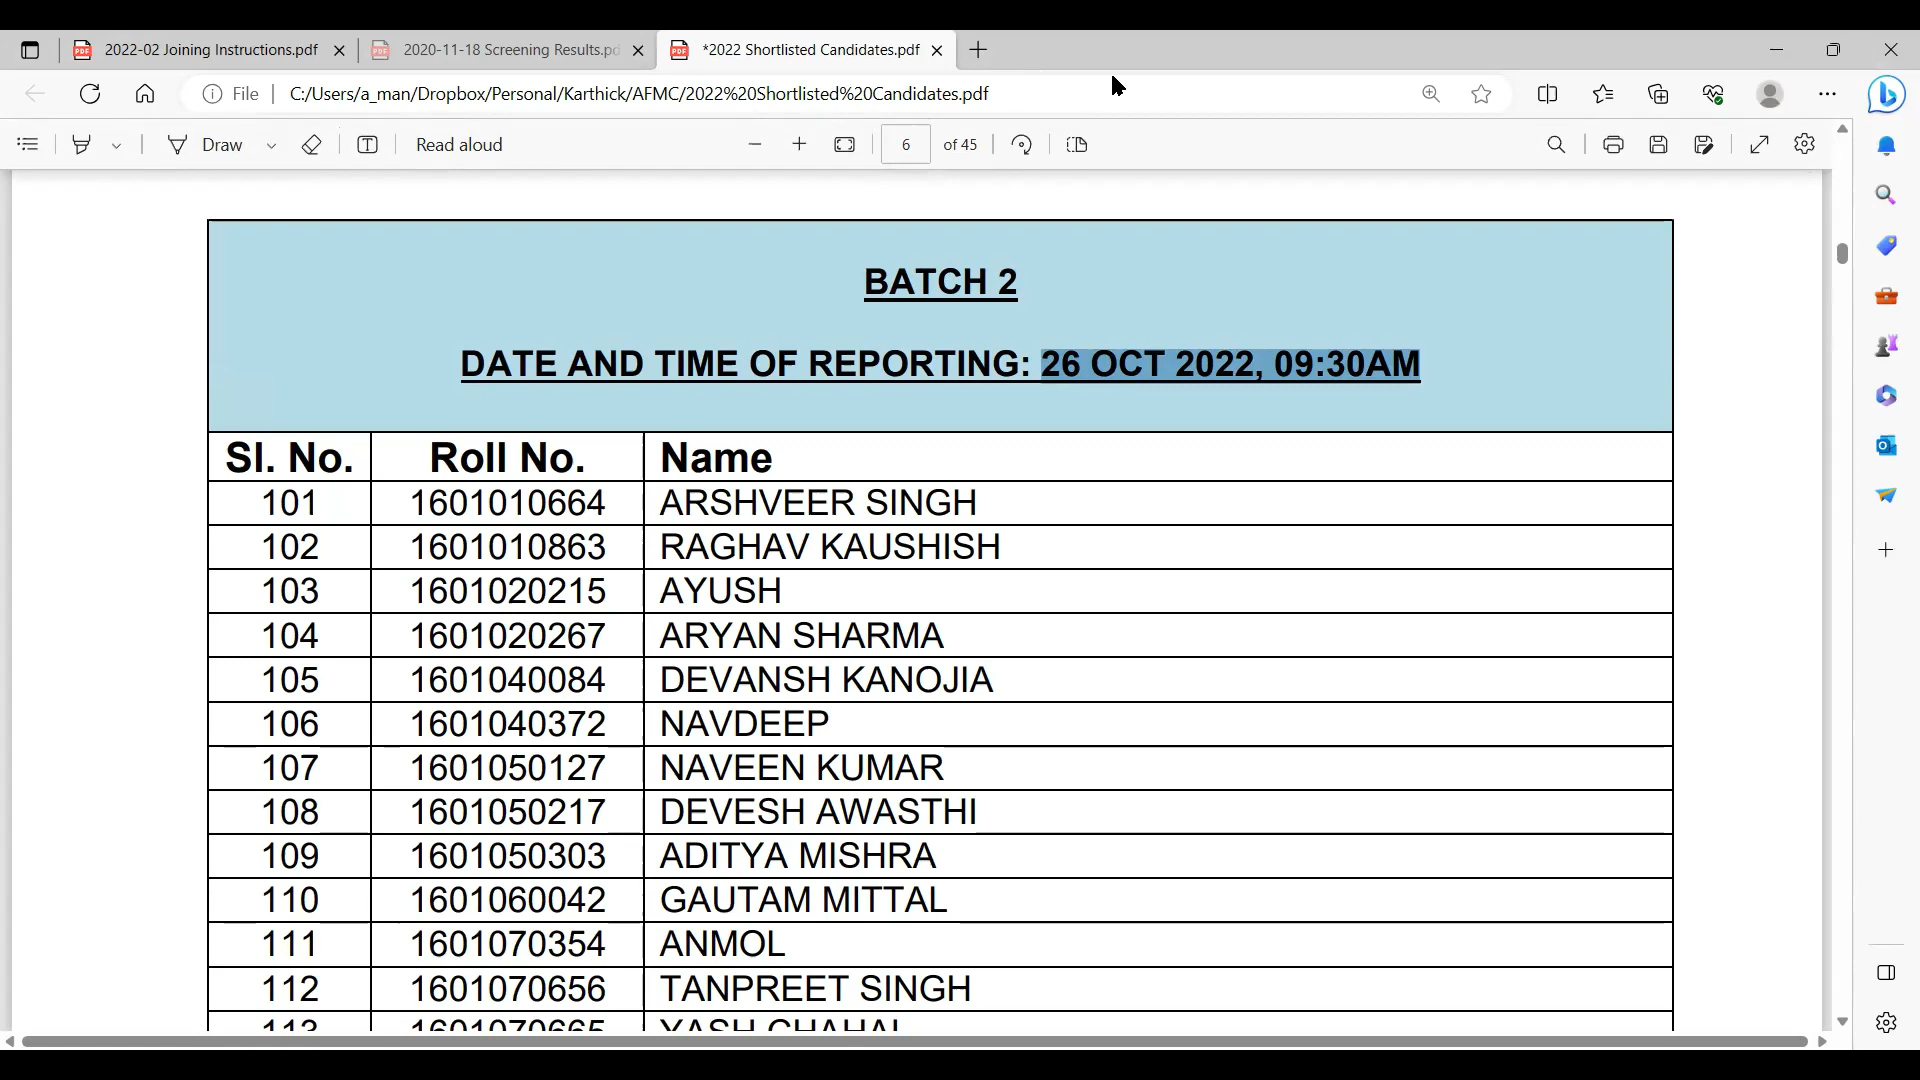 2022-02 Joining Instructions.pdf
2020-11-18 Screening Results.pd
*2022 Shortlisted Candidates.pdf
File
C:/Users/a_man/Dropbox/Personal/Karthick/AFMC/2022%20Shortlisted%20Candidates.pdf
Draw
Read aloud
6 of 45
BATCH 2
DATE AND TIME OF REPORTING: 26 OCT 2022, 09:30AM
Sl. No. Roll No. Name
101 1601010664 ARSHVEER SINGH
102 1601010863 RAGHAV KAUSHISH
103 1601020215 AYUSH
104 1601020267 ARYAN SHARMA
105 1601040084 DEVANSH KANOJIA
106 1601040372 NAVDEEP
107 1601050127 NAVEEN KUMAR
108 1601050217 DEVESH AWASTHI
109 1601050303 ADITYA MISHRA
110 1601060042 GAUTAM MITTAL
111 1601070354 ANMOL
112 1601070656 TANPREET SINGH
113 1601070665 YASH CHAHAL